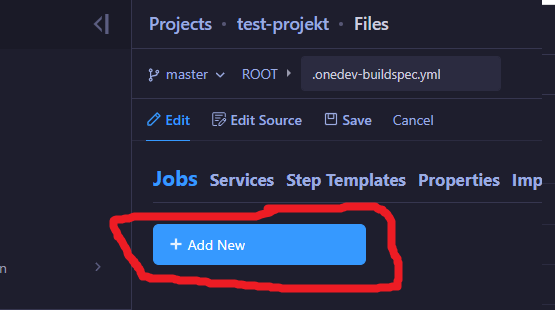 Projects • test-projekt • Files
master ROOT .onedev-buildspec.yml
Edit Edit Source Save Cancel
Jobs Services Step Templates Properties Imp
+ Add New
n